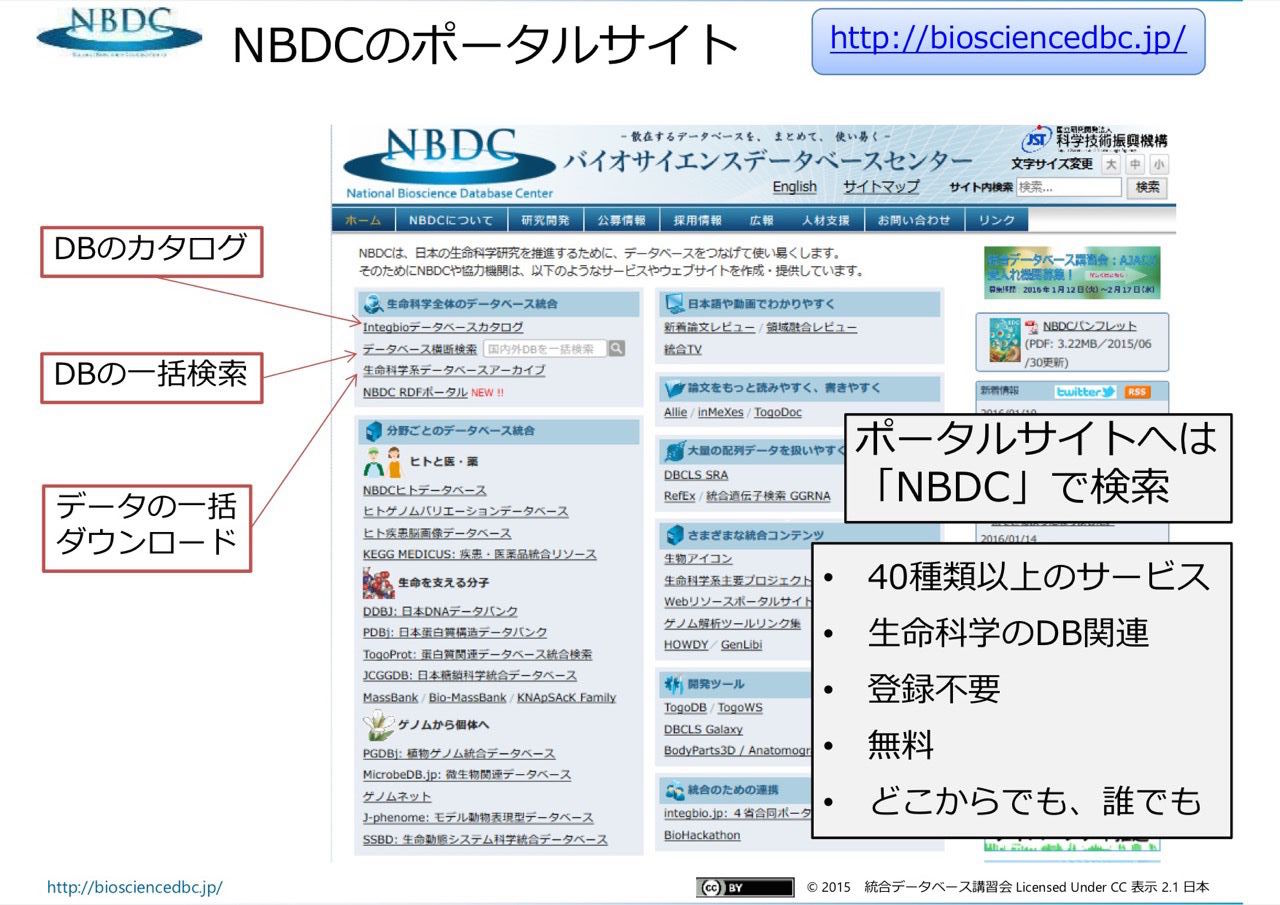 NBDC
NBDCのポータルサイト
http://biosciencedbc.jp/
NBDC
National Bioscience Database Center
－散在するデータベースを、まとめて、使い易く－
バイオサイエンスデータベースセンター
English サイトマップ
JST 国立研究開発法人
科学技術振興機構
文字サイズ変更 大 中 小
サイト内検索 検索... 検索
ホーム NBDCについて 研究開発 公募情報 採用情報 広報 人材支援 お問い合わせ リンク
DBのカタログ
DBの一括検索
データの一括
ダウンロード
NBDCは、日本の生命科学研究を推進するために、データベースをつなげて使い易くします。
そのためにNBDCや協力機関は、以下のようなサービスやウェブサイトを作成・提供しています。
生命科学全体のデータベース統合
Integbioデータベースカタログ
データベース横断検索 国内外DBを一括検索
生命科学系データベースアーカイブ
NBDC RDFポータル NEW !!
分野ごとのデータベース統合
ヒトと医・薬
NBDCヒトデータベース
ヒトゲノムバリエーションデータベース
ヒト疾患脳画像データベース
KEGG MEDICUS: 疾患・医薬品統合リソース
生命を支える分子
DDBJ: 日本DNAデータバンク
PDBj: 日本蛋白質構造データバンク
TogoProt: 蛋白質関連データベース統合検索
JCGGDB: 日本糖鎖科学統合データベース
MassBank / Bio-MassBank / KNApSAcK Family
ゲノムから個体へ
PGDBj: 植物ゲノム統合データベース
MicrobeDB.jp: 微生物関連データベース
ゲノムネット
J-phenome: モデル動物表現型データベース
SSBD: 生命動態システム科学統合データベース
日本語や動画でわかりやすく
新着論文レビュー / 領域融合レビュー
統合TV
論文をもっと読みやすく、書きやすく
Allie / inMeXes / TogoDoc
大量の配列データを扱いやすく
DBCLS SRA
RefEx / 統合遺伝子検索 GGRNA
さまざまな統合コンテンツ
生物アイコン
生命科学系主要プロジェクト
Webリソースポータルサイト
ゲノム解析ツールリンク集
HOWDY / GenLibi
開発ツール
TogoDB / TogoWS
DBCLS Galaxy
BodyParts3D / Anatomogr
統合のための連携
integbio.jp: 4省合同ポータ
BioHackathon
統合データベース講習会：AJACS
受入れ機関募集！
募集期間：2016年1月12日(火)～2月17日(水)
NBDCパンフレット
(PDF: 3.22MB／2015/06
/30更新)
新着情報 twitter RSS
2016/01/14
ポータルサイトへは
「NBDC」で検索
• 40種類以上のサービス
• 生命科学のDB関連
• 登録不要
• 無料
• どこからでも、誰でも
http://biosciencedbc.jp/
cc BY
© 2015 統合データベース講習会 Licensed Under CC 表示 2.1 日本